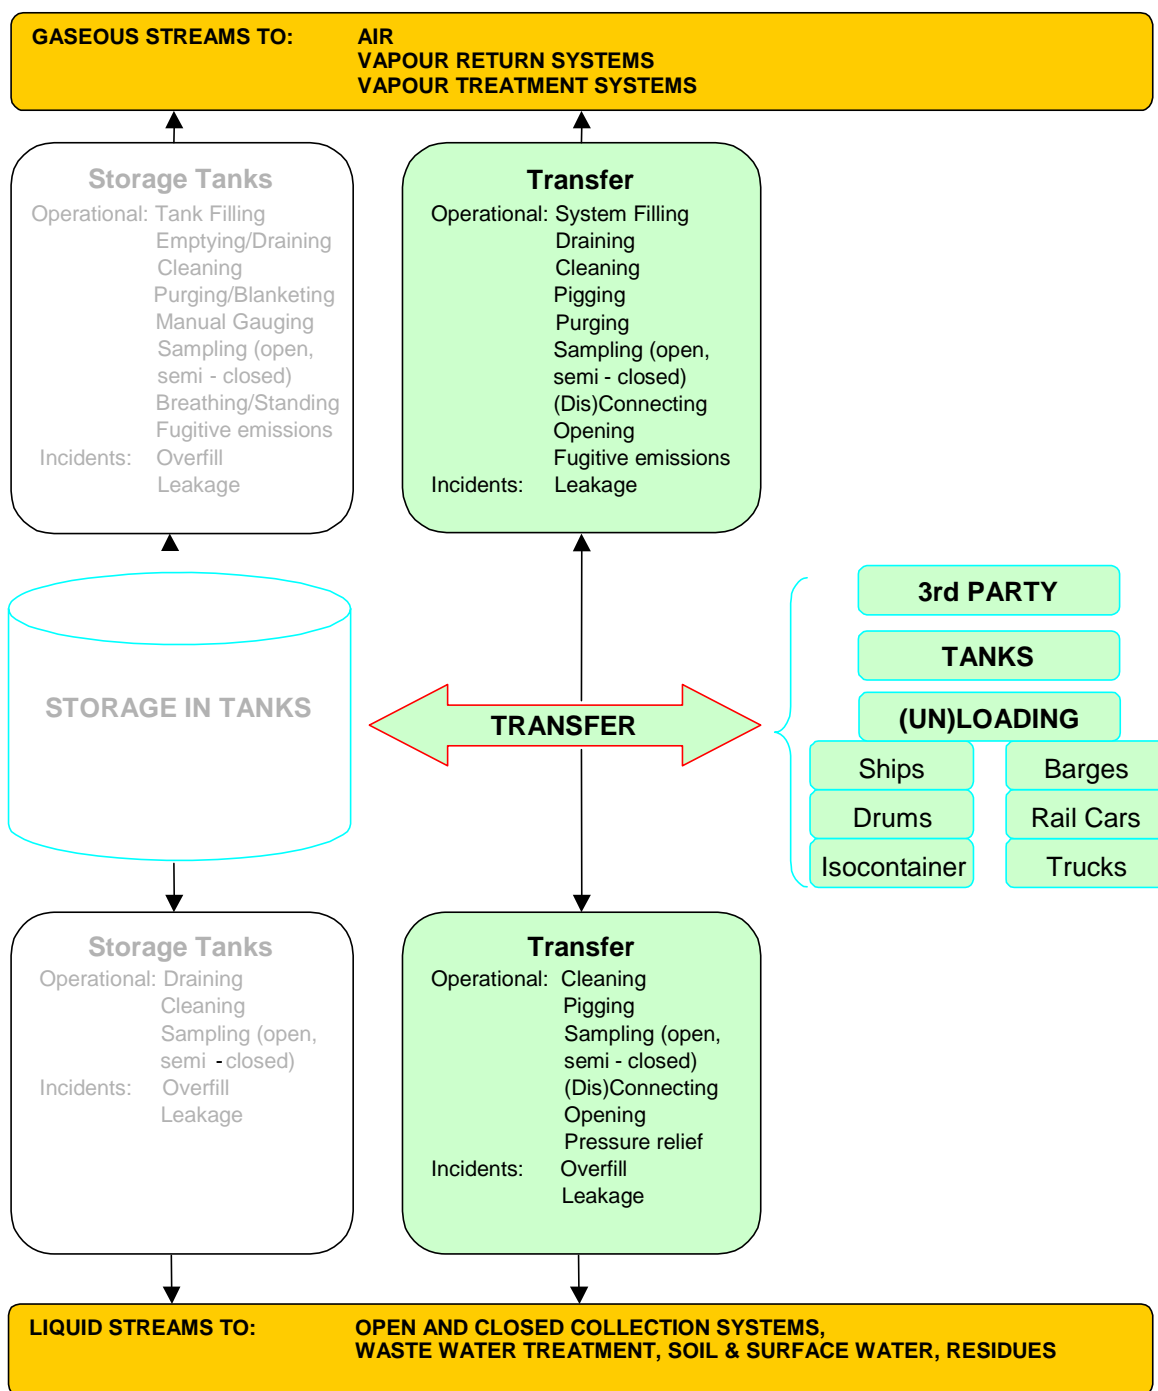 GASEOUS STREAMS TO: AIR
VAPOUR RETURN SYSTEMS
VAPOUR TREATMENT SYSTEMS
Storage Tanks
Operational: Tank Filling
Emptying/Draining
Cleaning
Purging/Blanketing
Manual Gauging
Sampling (open,
semi - closed)
Breathing/Standing
Fugitive emissions
Incidents: Overfill
Leakage
Transfer
Operational: System Filling
Draining
Cleaning
Pigging
Purging
Sampling (open,
semi - closed)
(Dis)Connecting
Opening
Fugitive emissions
Incidents: Leakage
STORAGE IN TANKS
TRANSFER
3rd PARTY
TANKS
(UN)LOADING
Ships Barges
Drums Rail Cars
Isocontainer Trucks
Storage Tanks
Operational: Draining
Cleaning
Sampling (open,
semi - closed)
Incidents: Overfill
Leakage
Transfer
Operational: Cleaning
Pigging
Sampling (open,
semi - closed)
(Dis)Connecting
Opening
Pressure relief
Incidents: Overfill
Leakage
LIQUID STREAMS TO: OPEN AND CLOSED COLLECTION SYSTEMS,
WASTE WATER TREATMENT, SOIL & SURFACE WATER, RESIDUES